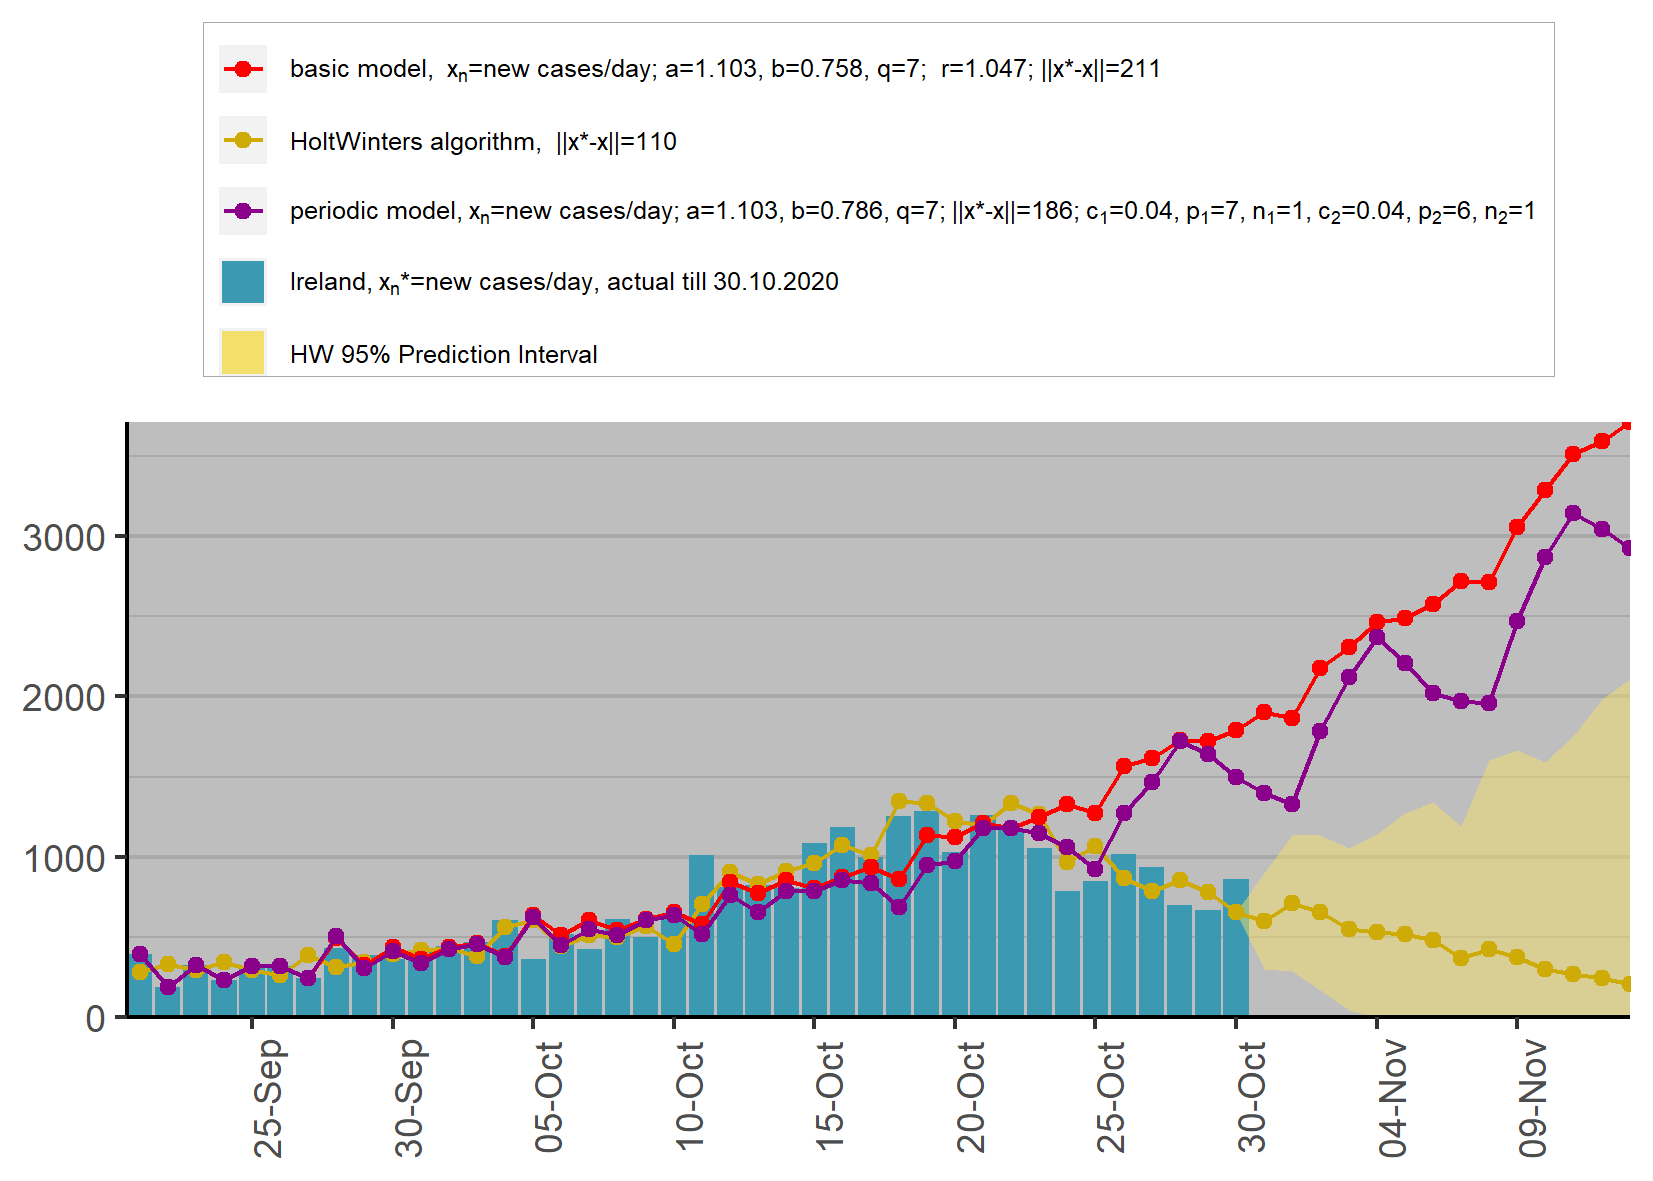 basic model,  xₙ=new cases/day; a=1.103, b=0.758, q=7;  r=1.047; ||x*-x||=211
HoltWinters algorithm,  ||x*-x||=110
periodic model, xₙ=new cases/day; a=1.103, b=0.786, q=7; ||x*-x||=186; c₁=0.04, p₁=7, n₁=1, c₂=0.04, p₂=6, n₂=1
Ireland, xₙ*=new cases/day, actual till 30.10.2020
HW 95% Prediction Interval
3000
2000
1000
0
25-Sep
30-Sep
05-Oct
10-Oct
15-Oct
20-Oct
25-Oct
30-Oct
04-Nov
09-Nov